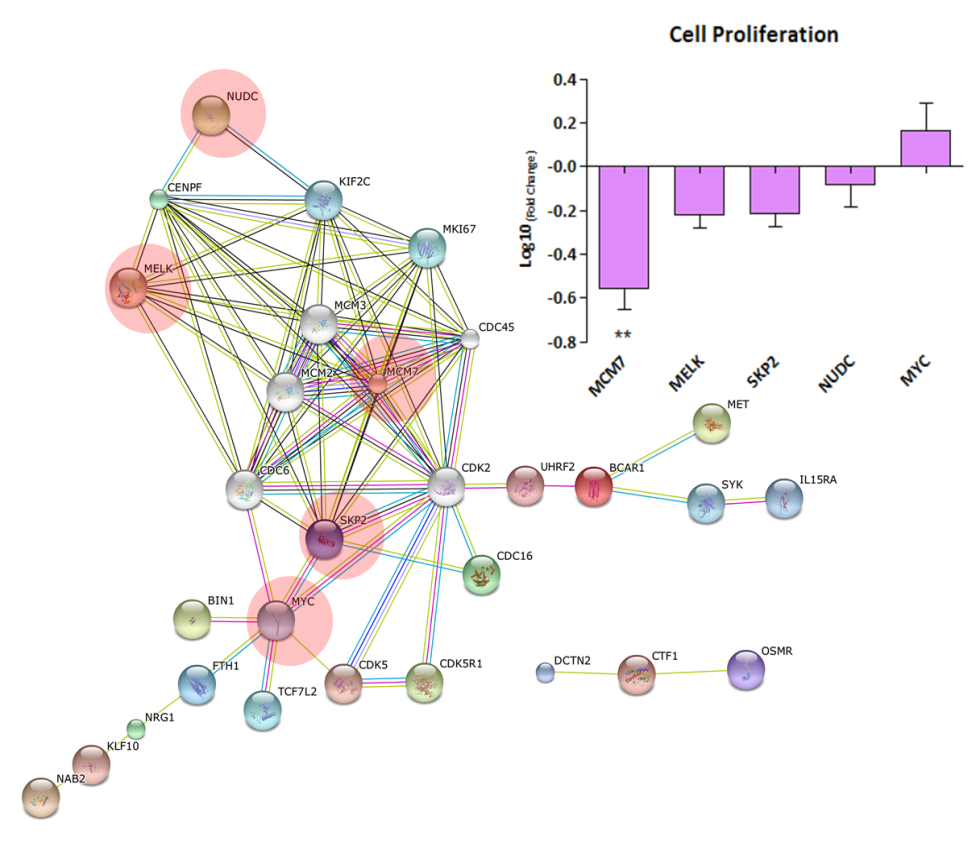 Cell Proliferation
0.4
0.2
-0.0
-0.2
-0.4
-0.6
-0.8
Log10 (fold Change)
**
MCM7
MELK
SKP2
NUDC
MYC
NUDC
CENPF
KIF2C
MKI67
MELK
MCM3
CDC45
MCM2
MCM7
CDC6
CDK2
UHRF2
BCAR1
MET
SYK
IL15RA
SKP2
CDC16
BIN1
MYC
FTH1
TCF7L2
CDK5
CDK5R1
DCTN2
CTF1
OSMR
NRG1
KLF10
NAB2